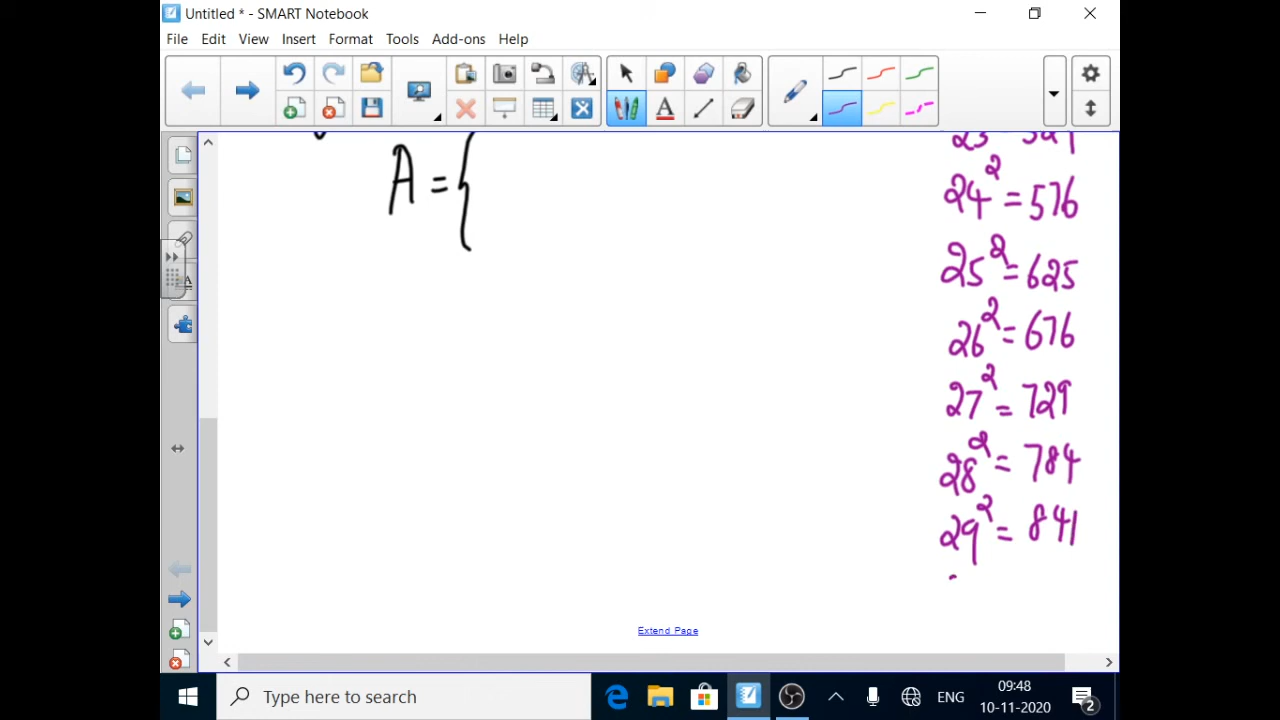 Untitled * - SMART Notebook
File Edit View Insert Format Tools Add-ons Help
A = {
24² = 576
25² = 625
26² = 676
27² = 729
28² = 784
29² = 841
Extend Page
Type here to search
ENG
09:48
10-11-2020
2